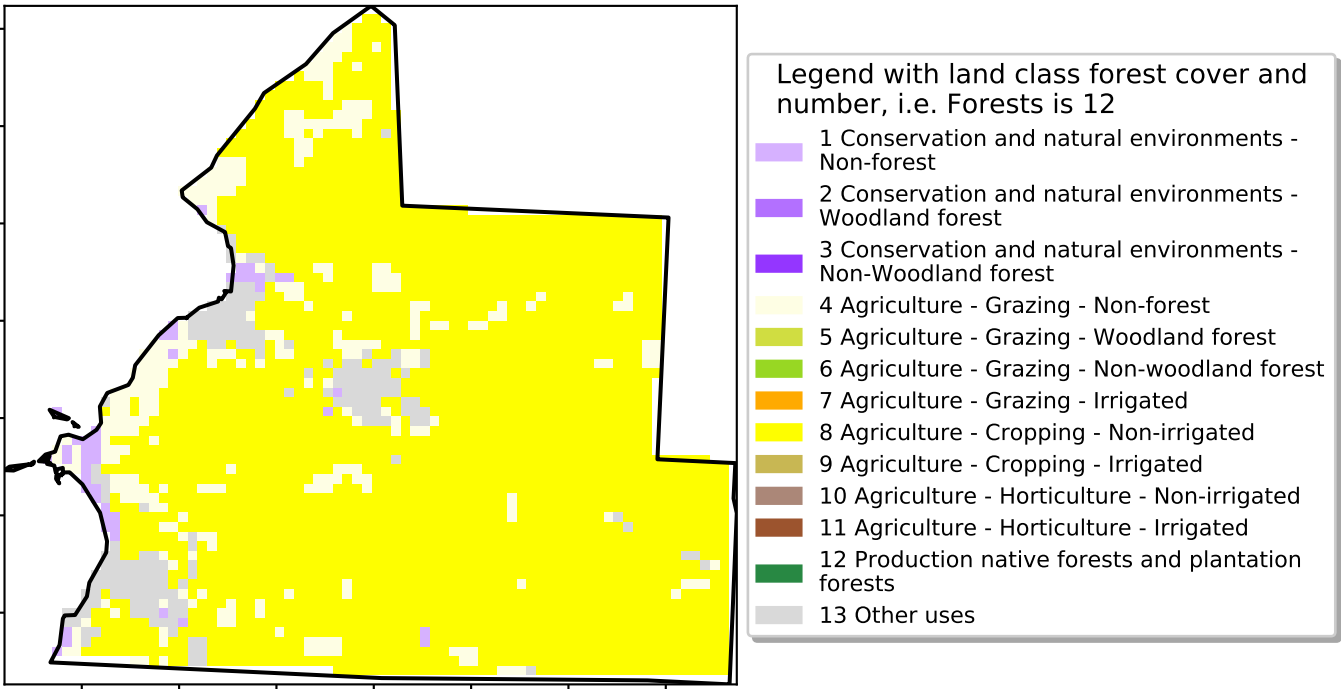 Legend with land class forest cover and
number, i.e. Forests is 12
1 Conservation and natural environments -
Non-forest
2 Conservation and natural environments -
Woodland forest
3 Conservation and natural environments -
Non-Woodland forest
4 Agriculture - Grazing - Non-forest
5 Agriculture - Grazing - Woodland forest
6 Agriculture - Grazing - Non-woodland forest
7 Agriculture - Grazing - Irrigated
8 Agriculture - Cropping - Non-irrigated
9 Agriculture - Cropping - Irrigated
10 Agriculture - Horticulture - Non-irrigated
11 Agriculture - Horticulture - Irrigated
12 Production native forests and plantation
forests
13 Other uses